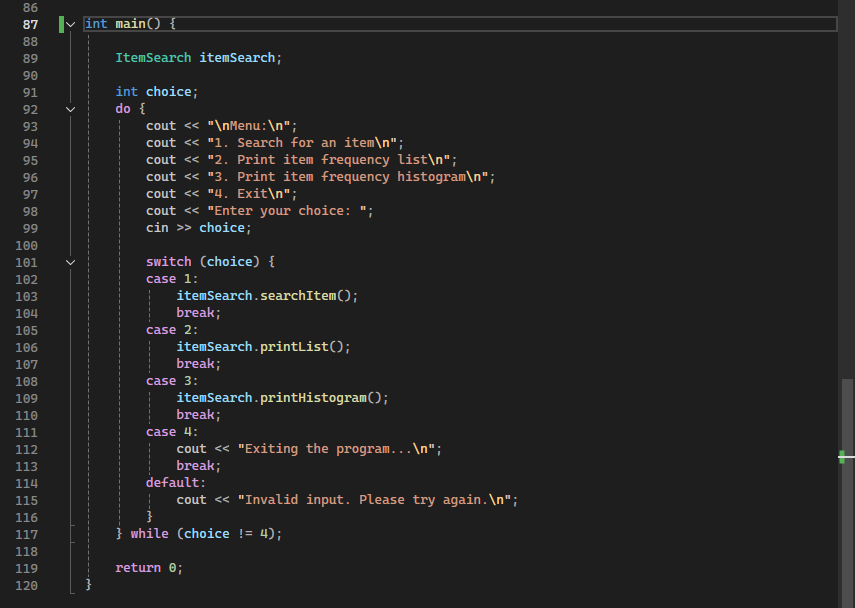 86
87 int main() {
88
89 ItemSearch itemSearch;
90
91 int choice;
92 do {
93 cout << "\nMenu:\n";
94 cout << "1. Search for an item\n";
95 cout << "2. Print item frequency list\n";
96 cout << "3. Print item frequency histogram\n";
97 cout << "4. Exit\n";
98 cout << "Enter your choice: ";
99 cin >> choice;
100
101 switch (choice) {
102 case 1:
103 itemSearch.searchItem();
104 break;
105 case 2:
106 itemSearch.printList();
107 break;
108 case 3:
109 itemSearch.printHistogram();
110 break;
111 case 4:
112 cout << "Exiting the program...\n";
113 break;
114 default:
115 cout << "Invalid input. Please try again.\n";
116 }
117 } while (choice != 4);
118
119 return 0;
120 }